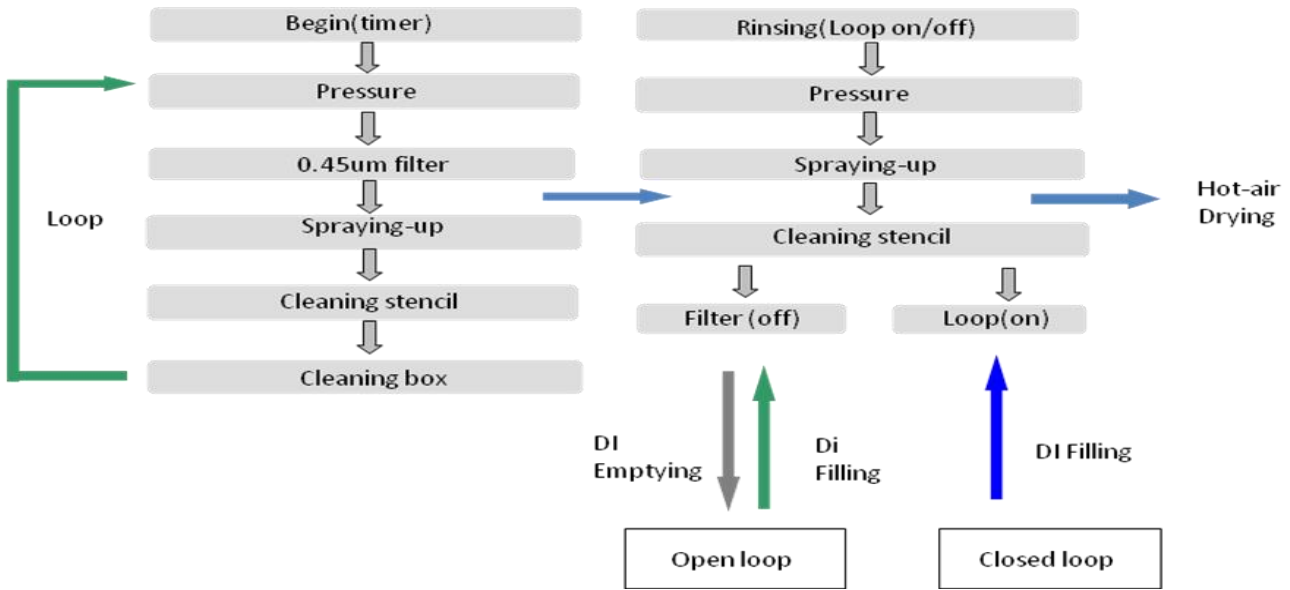 Begin(timer)
Pressure
0.45um filter
Spraying-up
Cleaning stencil
Cleaning box
Loop
Rinsing(Loop on/off)
Pressure
Spraying-up
Cleaning stencil
Filter (off)
Loop(on)
Hot-air
Drying
DI
Emptying
Di
Filling
DI Filling
Open loop
Closed loop